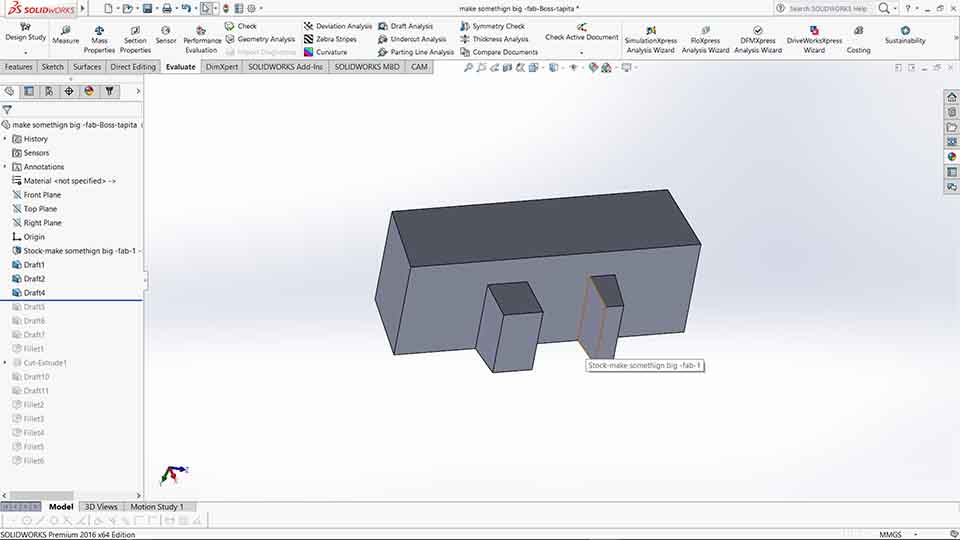 SOLIDWORKS
make somethign big -fab-Boss-tapita *
Search SOLIDWORKS Help
Design Study
Measure
Mass Properties
Section Properties
Sensor
Performance Evaluation
Check
Geometry Analysis
Import Diagnostics
Deviation Analysis
Zebra Stripes
Curvature
Draft Analysis
Undercut Analysis
Parting Line Analysis
Symmetry Check
Thickness Analysis
Compare Documents
Check Active Document
SimulationXpress Analysis Wizard
FloXpress Analysis Wizard
DFMXpress Analysis Wizard
DriveWorksXpress Wizard
Costing
Sustainability
Features
Sketch
Surfaces
Direct Editing
Evaluate
DimXpert
SOLIDWORKS Add-Ins
SOLIDWORKS MBD
CAM
make somethign big -fab-Boss-tapita (
History
Sensors
Annotations
Material <not specified> ->
Front Plane
Top Plane
Right Plane
Origin
Stock-make somethign big -fab-1 -
Draft1
Draft2
Draft4
Draft5
Draft6
Draft7
Fillet1
Cut-Extrude1
Draft10
Draft11
Fillet2
Fillet3
Fillet4
Fillet5
Fillet6
Stock-make somethign big -fab-1
Z
Model
3D Views
Motion Study 1
SOLIDWORKS Premium 2016 x64 Edition
MMGS